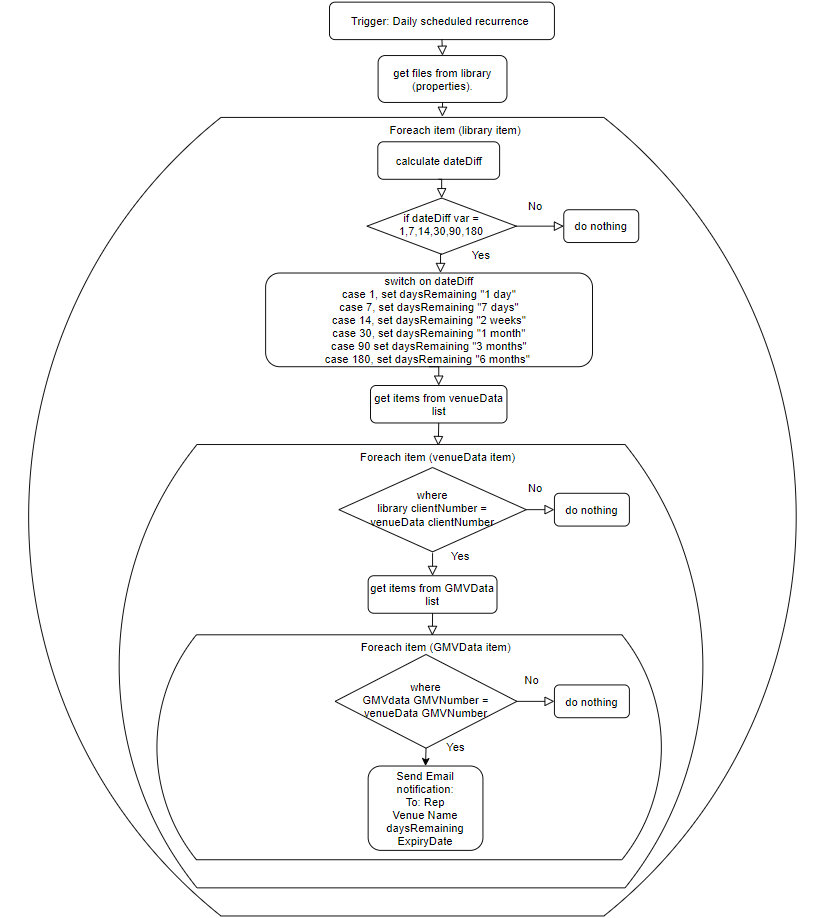 Trigger: Daily scheduled recurrence
get files from library
(properties).
Foreach item (library item)
calculate dateDiff
if dateDiff var =
1,7,14,30,90,180
No
do nothing
Yes
switch on dateDiff
case 1, set daysRemaining "1 day"
case 7, set daysRemaining "7 days"
case 14, set daysRemaining "2 weeks"
case 30, set daysRemaining "1 month"
case 90 set daysRemaining "3 months"
case 180, set daysRemaining "6 months"
get items from venueData
list
Foreach item (venueData item)
where
library clientNumber =
venueData clientNumber
No
do nothing
Yes
get items from GMVData
list
Foreach item (GMVData item)
where
GMVdata GMVNumber =
venueData GMVNumber
No
do nothing
Yes
Send Email
notification:
To: Rep
Venue Name
daysRemaining
ExpiryDate